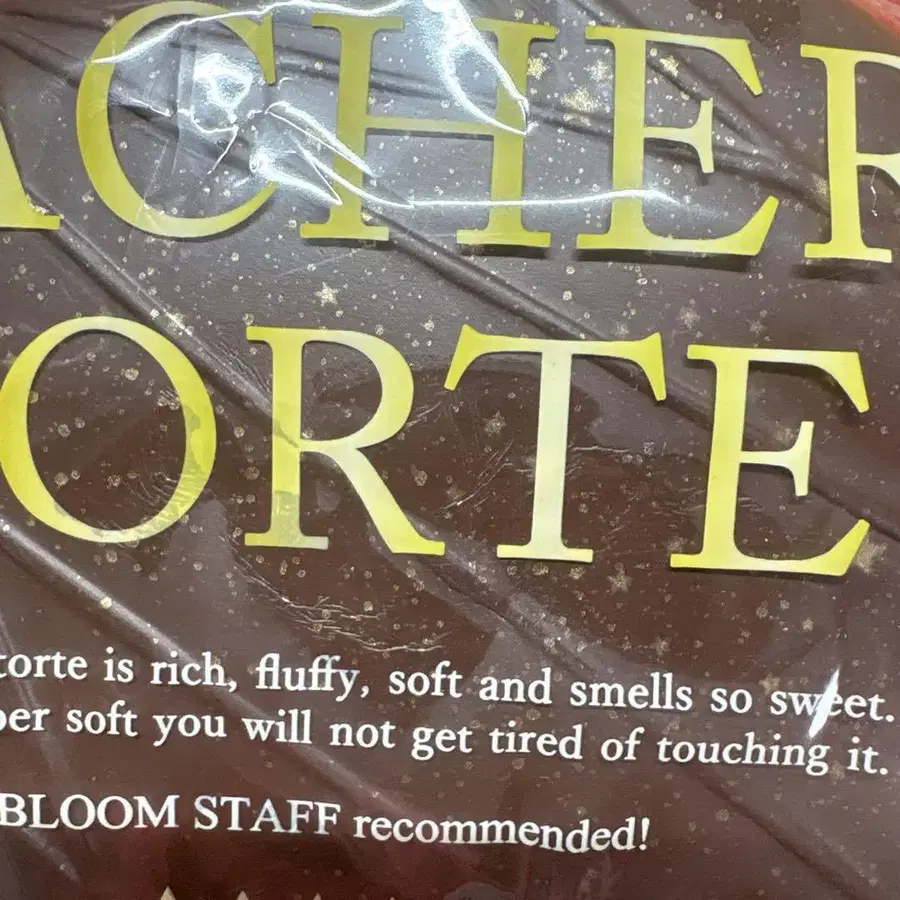 ACHER
ORTE
torte is rich, fluffy, soft and smells so sweet.
per soft you will not get tired of touching it.
BLOOM STAFF recommended!